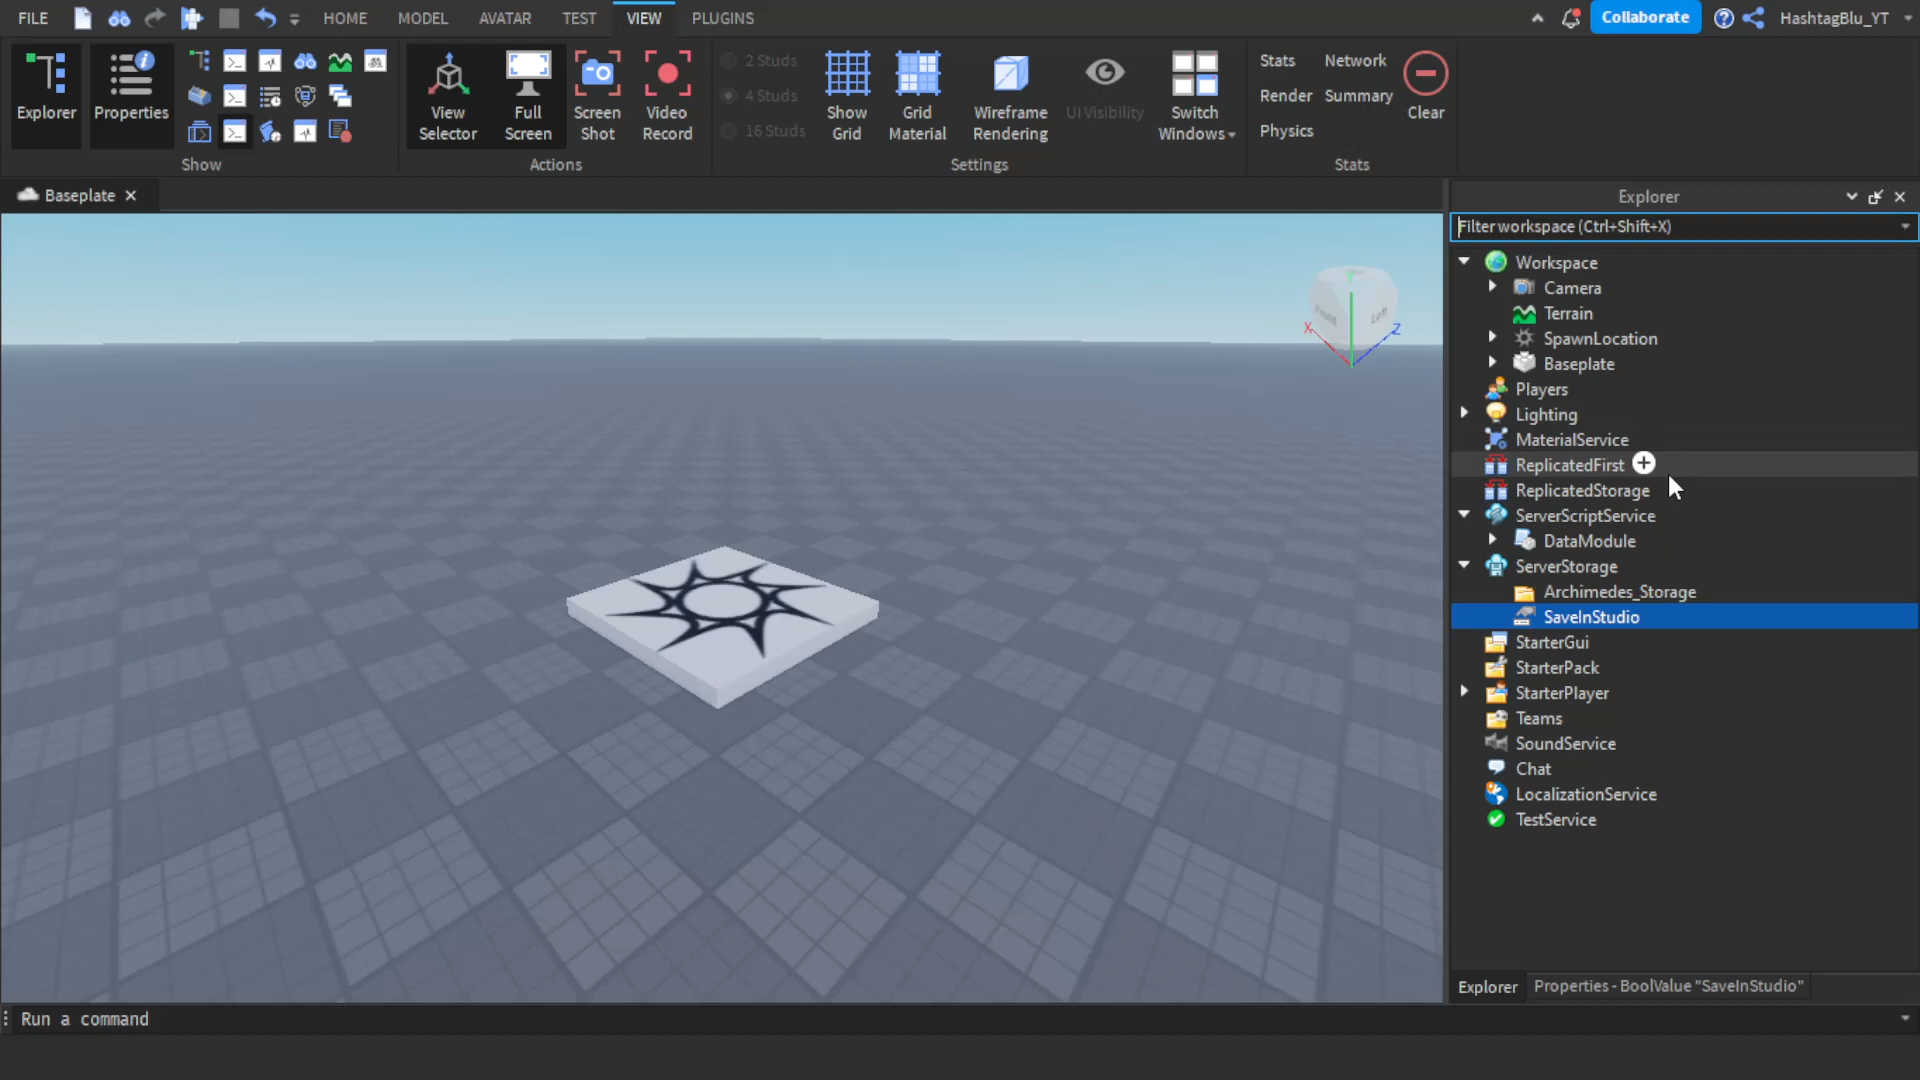 FILE HOME MODEL AVATAR TEST VIEW PLUGINS Collaborate HashtagBlu_YT
Explorer
Properties
Show
View Selector
Full Screen
Screen Shot
Video Record
Actions
2 Studs
4 Studs
16 Studs
Show Grid
Grid Material
Wireframe Rendering
UI Visibility
Switch Windows
Settings
Stats Network
Render Summary
Physics
Clear
Stats
Baseplate
X
Z
Explorer
Filter workspace (Ctrl+Shift+X)
Workspace
Camera
Terrain
SpawnLocation
Baseplate
Players
Lighting
MaterialService
ReplicatedFirst
ReplicatedStorage
ServerScriptService
DataModule
ServerStorage
Archimedes_Storage
SaveInStudio
StarterGui
StarterPack
StarterPlayer
Teams
SoundService
Chat
LocalizationService
TestService
Explorer Properties - BoolValue "SaveInStudio"
Run a command